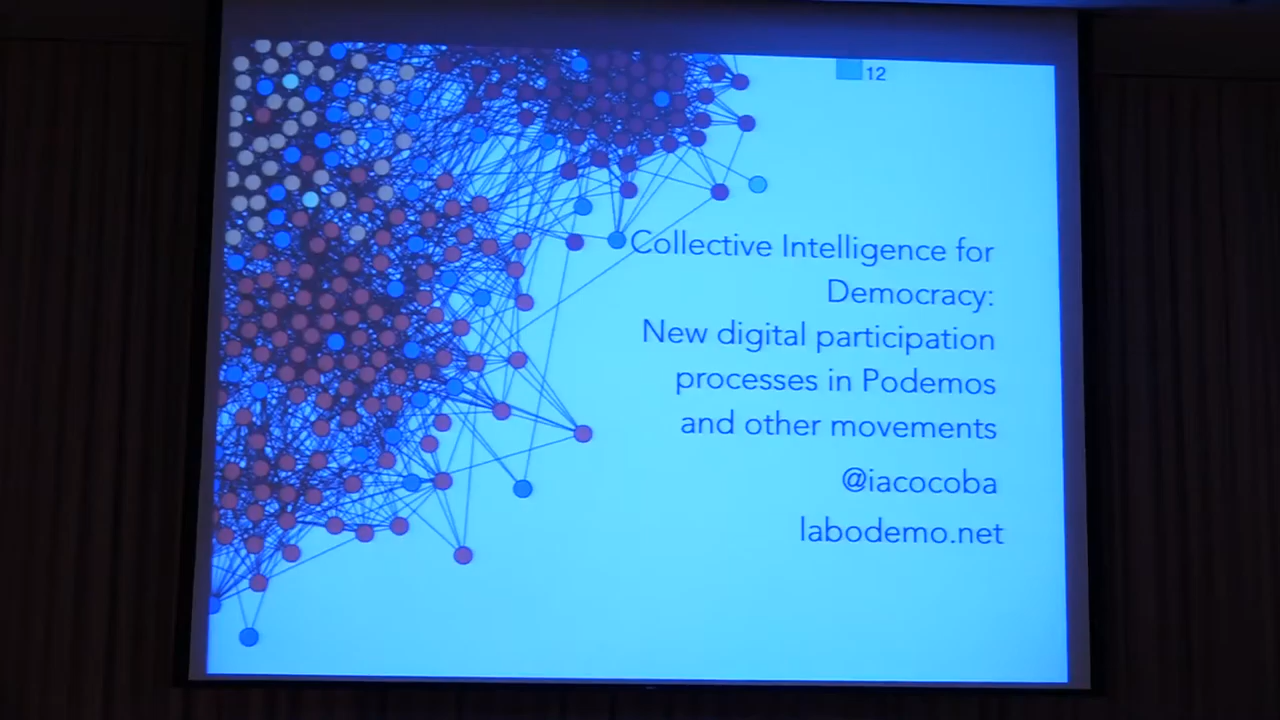 12
Collective Intelligence for
Democracy:
New digital participation
processes in Podemos
and other movements
@iacocoba
labodemo.net